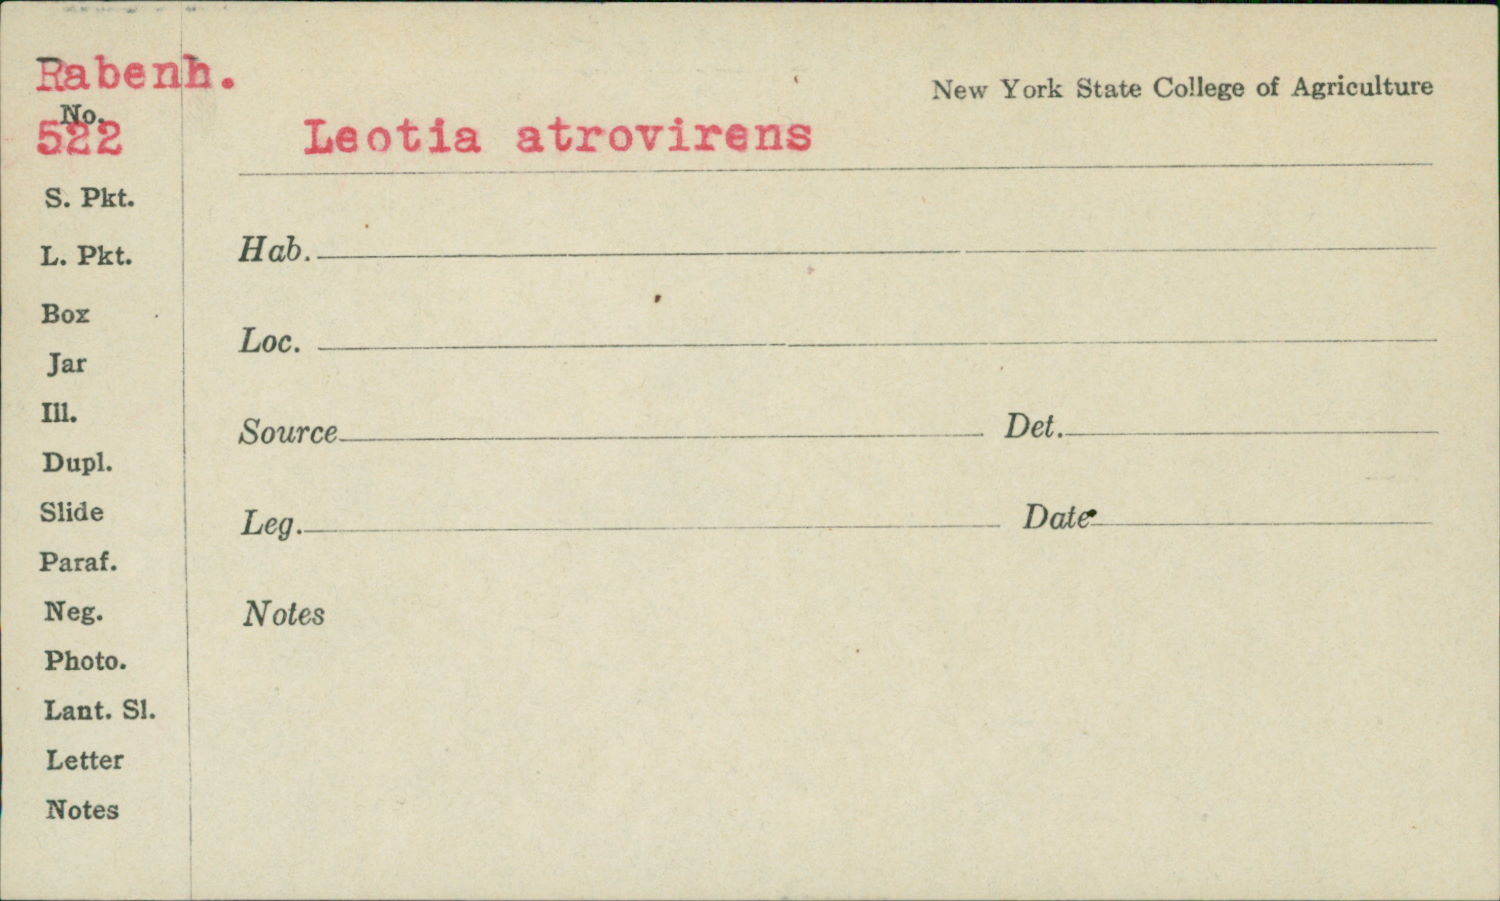 Rabenh.
No.
522
New York State College of Agriculture
Leotia atrovirens
S. Pkt.
L. Pkt.
Box
Jar
Ill.
Dupl.
Slide
Paraf.
Neg.
Photo.
Lant. Sl.
Letter
Notes
Hab.
Loc.
Source Det.
Leg. Date
Notes